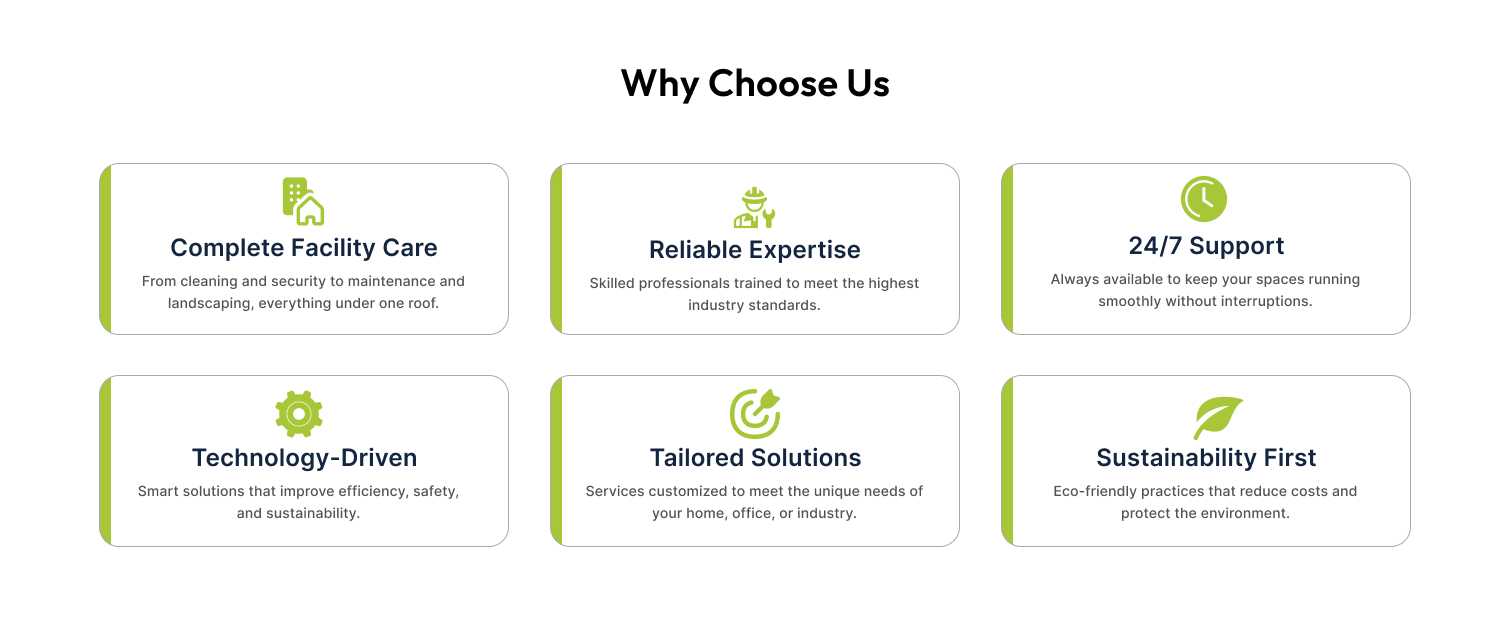 Why Choose Us
Complete Facility Care
From cleaning and security to maintenance and
landscaping, everything under one roof.
Reliable Expertise
Skilled professionals trained to meet the highest
industry standards.
24/7 Support
Always available to keep your spaces running
smoothly without interruptions.
Technology-Driven
Smart solutions that improve efficiency, safety,
and sustainability.
Tailored Solutions
Services customized to meet the unique needs of
your home, office, or industry.
Sustainability First
Eco-friendly practices that reduce costs and
protect the environment.